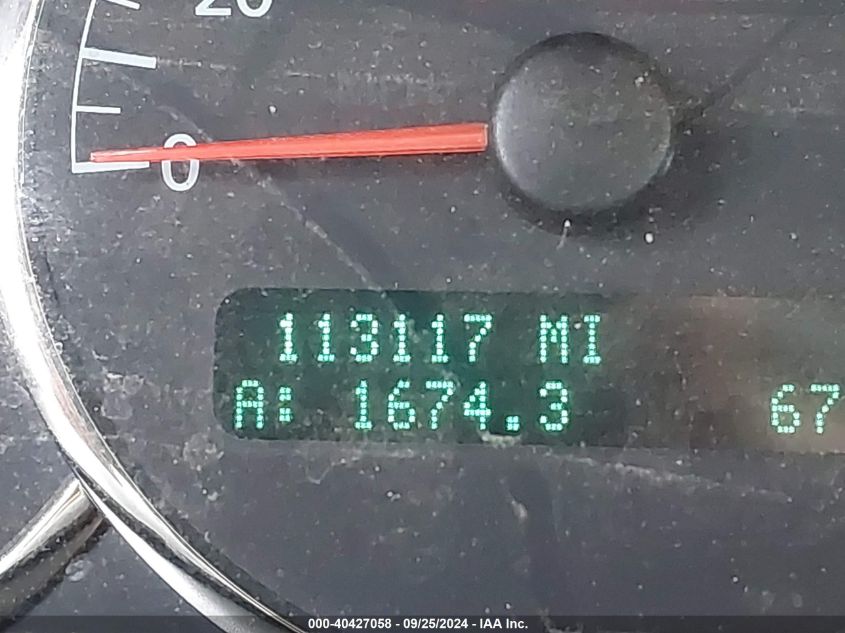 20
0
113117 MI
A: 1674.3 67
000-40427058 - 09/25/2024 - IAA Inc.